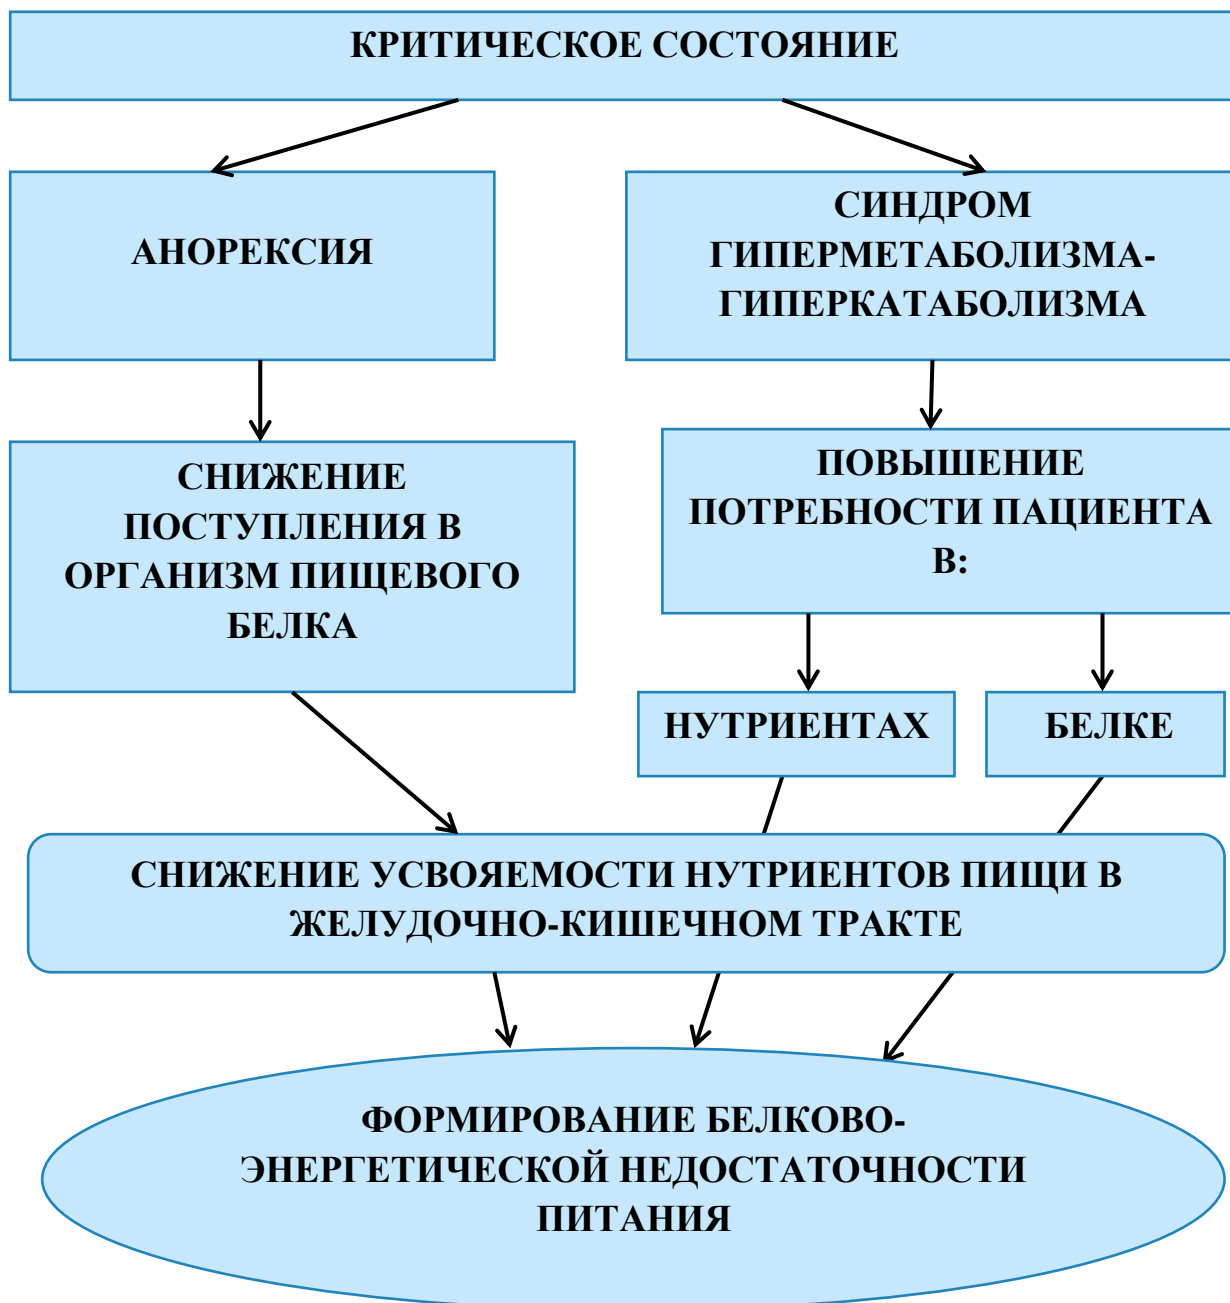 КРИТИЧЕСКОЕ СОСТОЯНИЕ
АНОРЕКСИЯ
СИНДРОМ
ГИПЕРМЕТАБОЛИЗМА-
ГИПЕРКАТАБОЛИЗМА
СНИЖЕНИЕ
ПОСТУПЛЕНИЯ В
ОРГАНИЗМ ПИЩЕВОГО
БЕЛКА
ПОВЫШЕНИЕ
ПОТРЕБНОСТИ ПАЦИЕНТА
В:
НУТРИЕНТАХ
БЕЛКЕ
СНИЖЕНИЕ УСВОЯЕМОСТИ НУТРИЕНТОВ ПИЩИ В
ЖЕЛУДОЧНО-КИШЕЧНОМ ТРАКТЕ
ФОРМИРОВАНИЕ БЕЛКОВО-
ЭНЕРГЕТИЧЕСКОЙ НЕДОСТАТОЧНОСТИ
ПИТАНИЯ